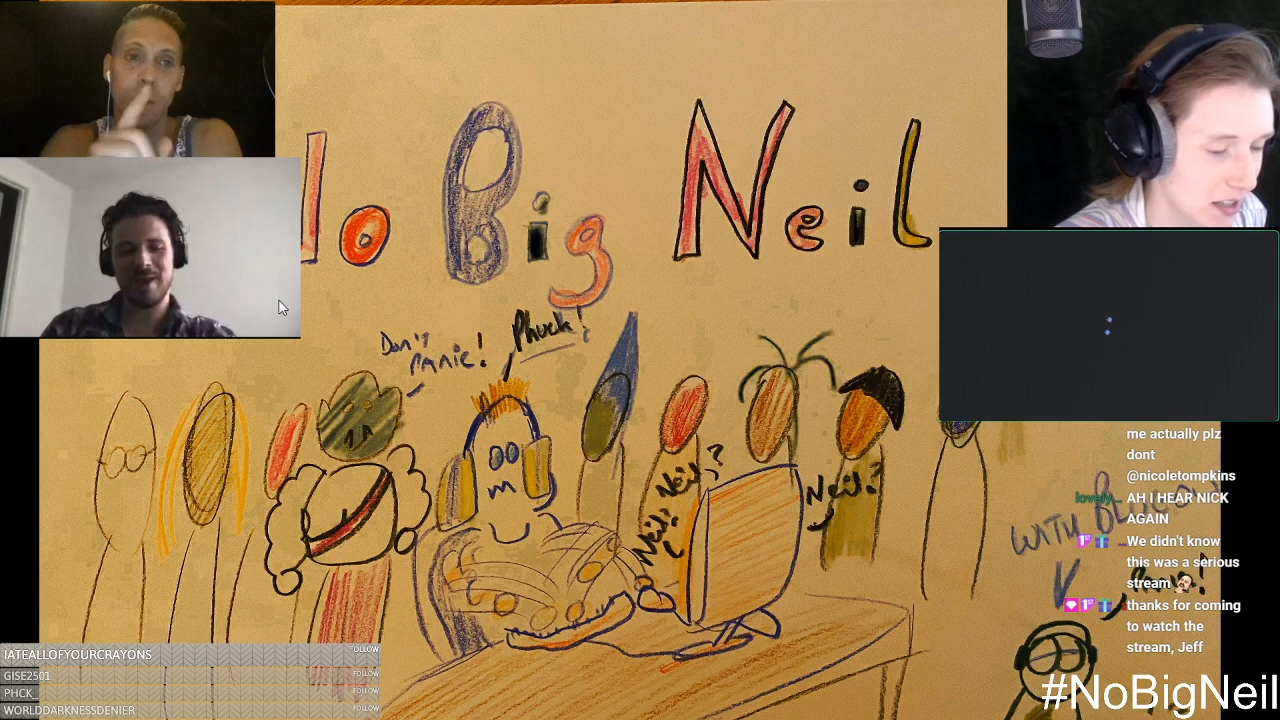 No Big Neil
Don't
Panic!
Phuck!
Neil?
Neil?
Neil?
me actually plz
dont
@nicoletompkins
lovely_ AH I HEAR NICK
AGAIN
We didn't know
this was a serious
stream
thanks for coming
to watch the
stream, Jeff
WITH
IATEALLOFYOURCRAYONS FOLLOW
GISE2501 FOLLOW
PHCK_ FOLLOW
WORLDDARKNESSDENIER FOLLOW
#NoBigNeil